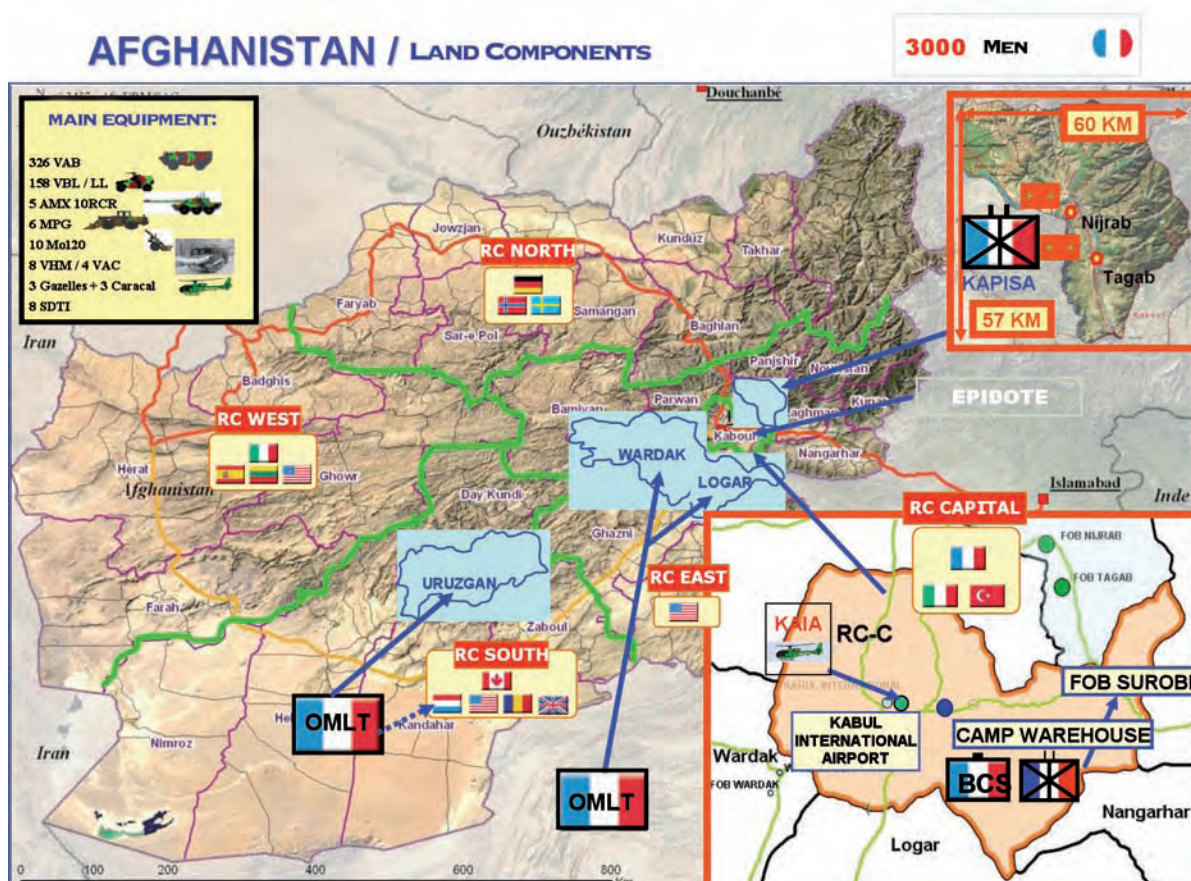 AFGHANISTAN / LAND COMPONENTS
3000 MEN
MAIN EQUIPMENT:
326 VAB
158 VBL / LL
5 AMX 10RCR
6 MPG
10 Mo120
8 VHM / 4 VAC
3 Gazelles + 3 Caracal
8 SDTI
Douchanbé
Ouzbékistan
60 KM
Nijrab
Tagab
KAPISA
57 KM
Jowzjan
Kunduz
Takhar
RC NORTH
Faryab
Samangan
Sar-e Pol
Baghlan
Iran
Badghis
Panjshir
RC WEST
Bamiyan
Parwan
Laghman
EPIDOTE
Kaboul
Nangarhar
Herat
Ghowr
Afghanistan
WARDAK
LOGAR
Day Kundi
Islamabad
Inde
Ghazni
RC CAPITAL
FOB NIJRAB
FOB TAGAB
URUZGAN
RC EAST
Farah
Zaboul
KAIA
RC-C
RC SOUTH
OMLT
Kandahar
FOB SUROBI
KABUL
INTERNATIONAL
AIRPORT
CAMP WAREHOUSE
Iran
Nimroz
Wardak
FOB WARDAK
BCS
OMLT
Nangarhar
Logar
0 100 200 400 600 800